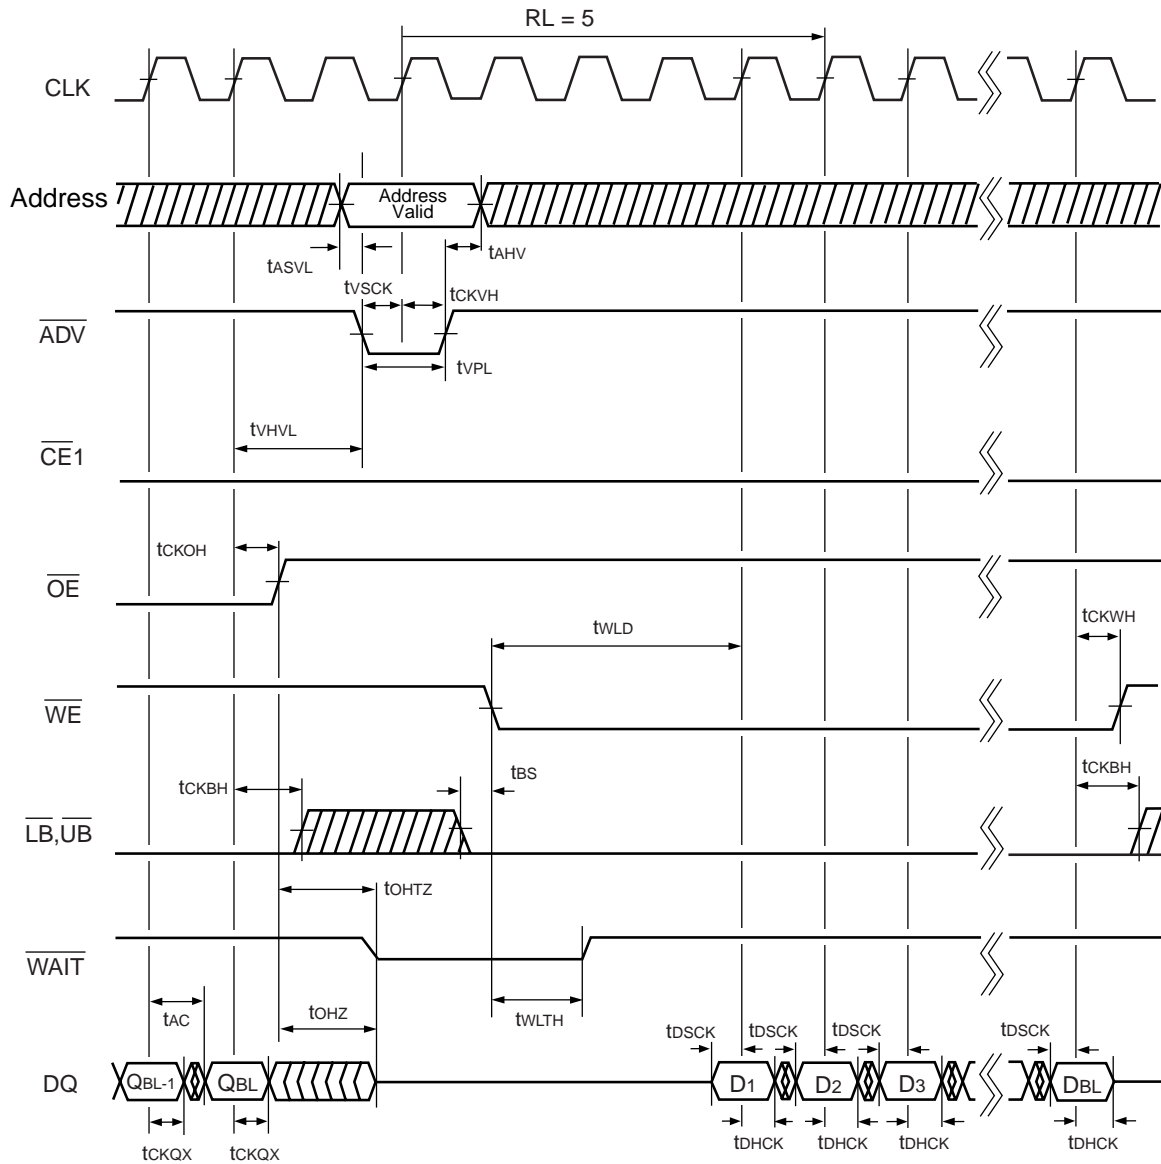 RL = 5
CLK
Address
Address
Valid
tASVL
tAHV
tVSCK
tCKVH
ADV
tVPL
tVHVL
CE1
tCKOH
OE
tWLD
tCKWH
WE
tBS
tCKBH
tCKBH
LB,UB
tOHTZ
WAIT
tAC
tOHZ
tWLTH
tDSCK
tDSCK
tDSCK
tDSCK
DQ
QBL-1
QBL
D1
D2
D3
DBL
tCKQX
tCKQX
tDHCK
tDHCK
tDHCK
tDHCK